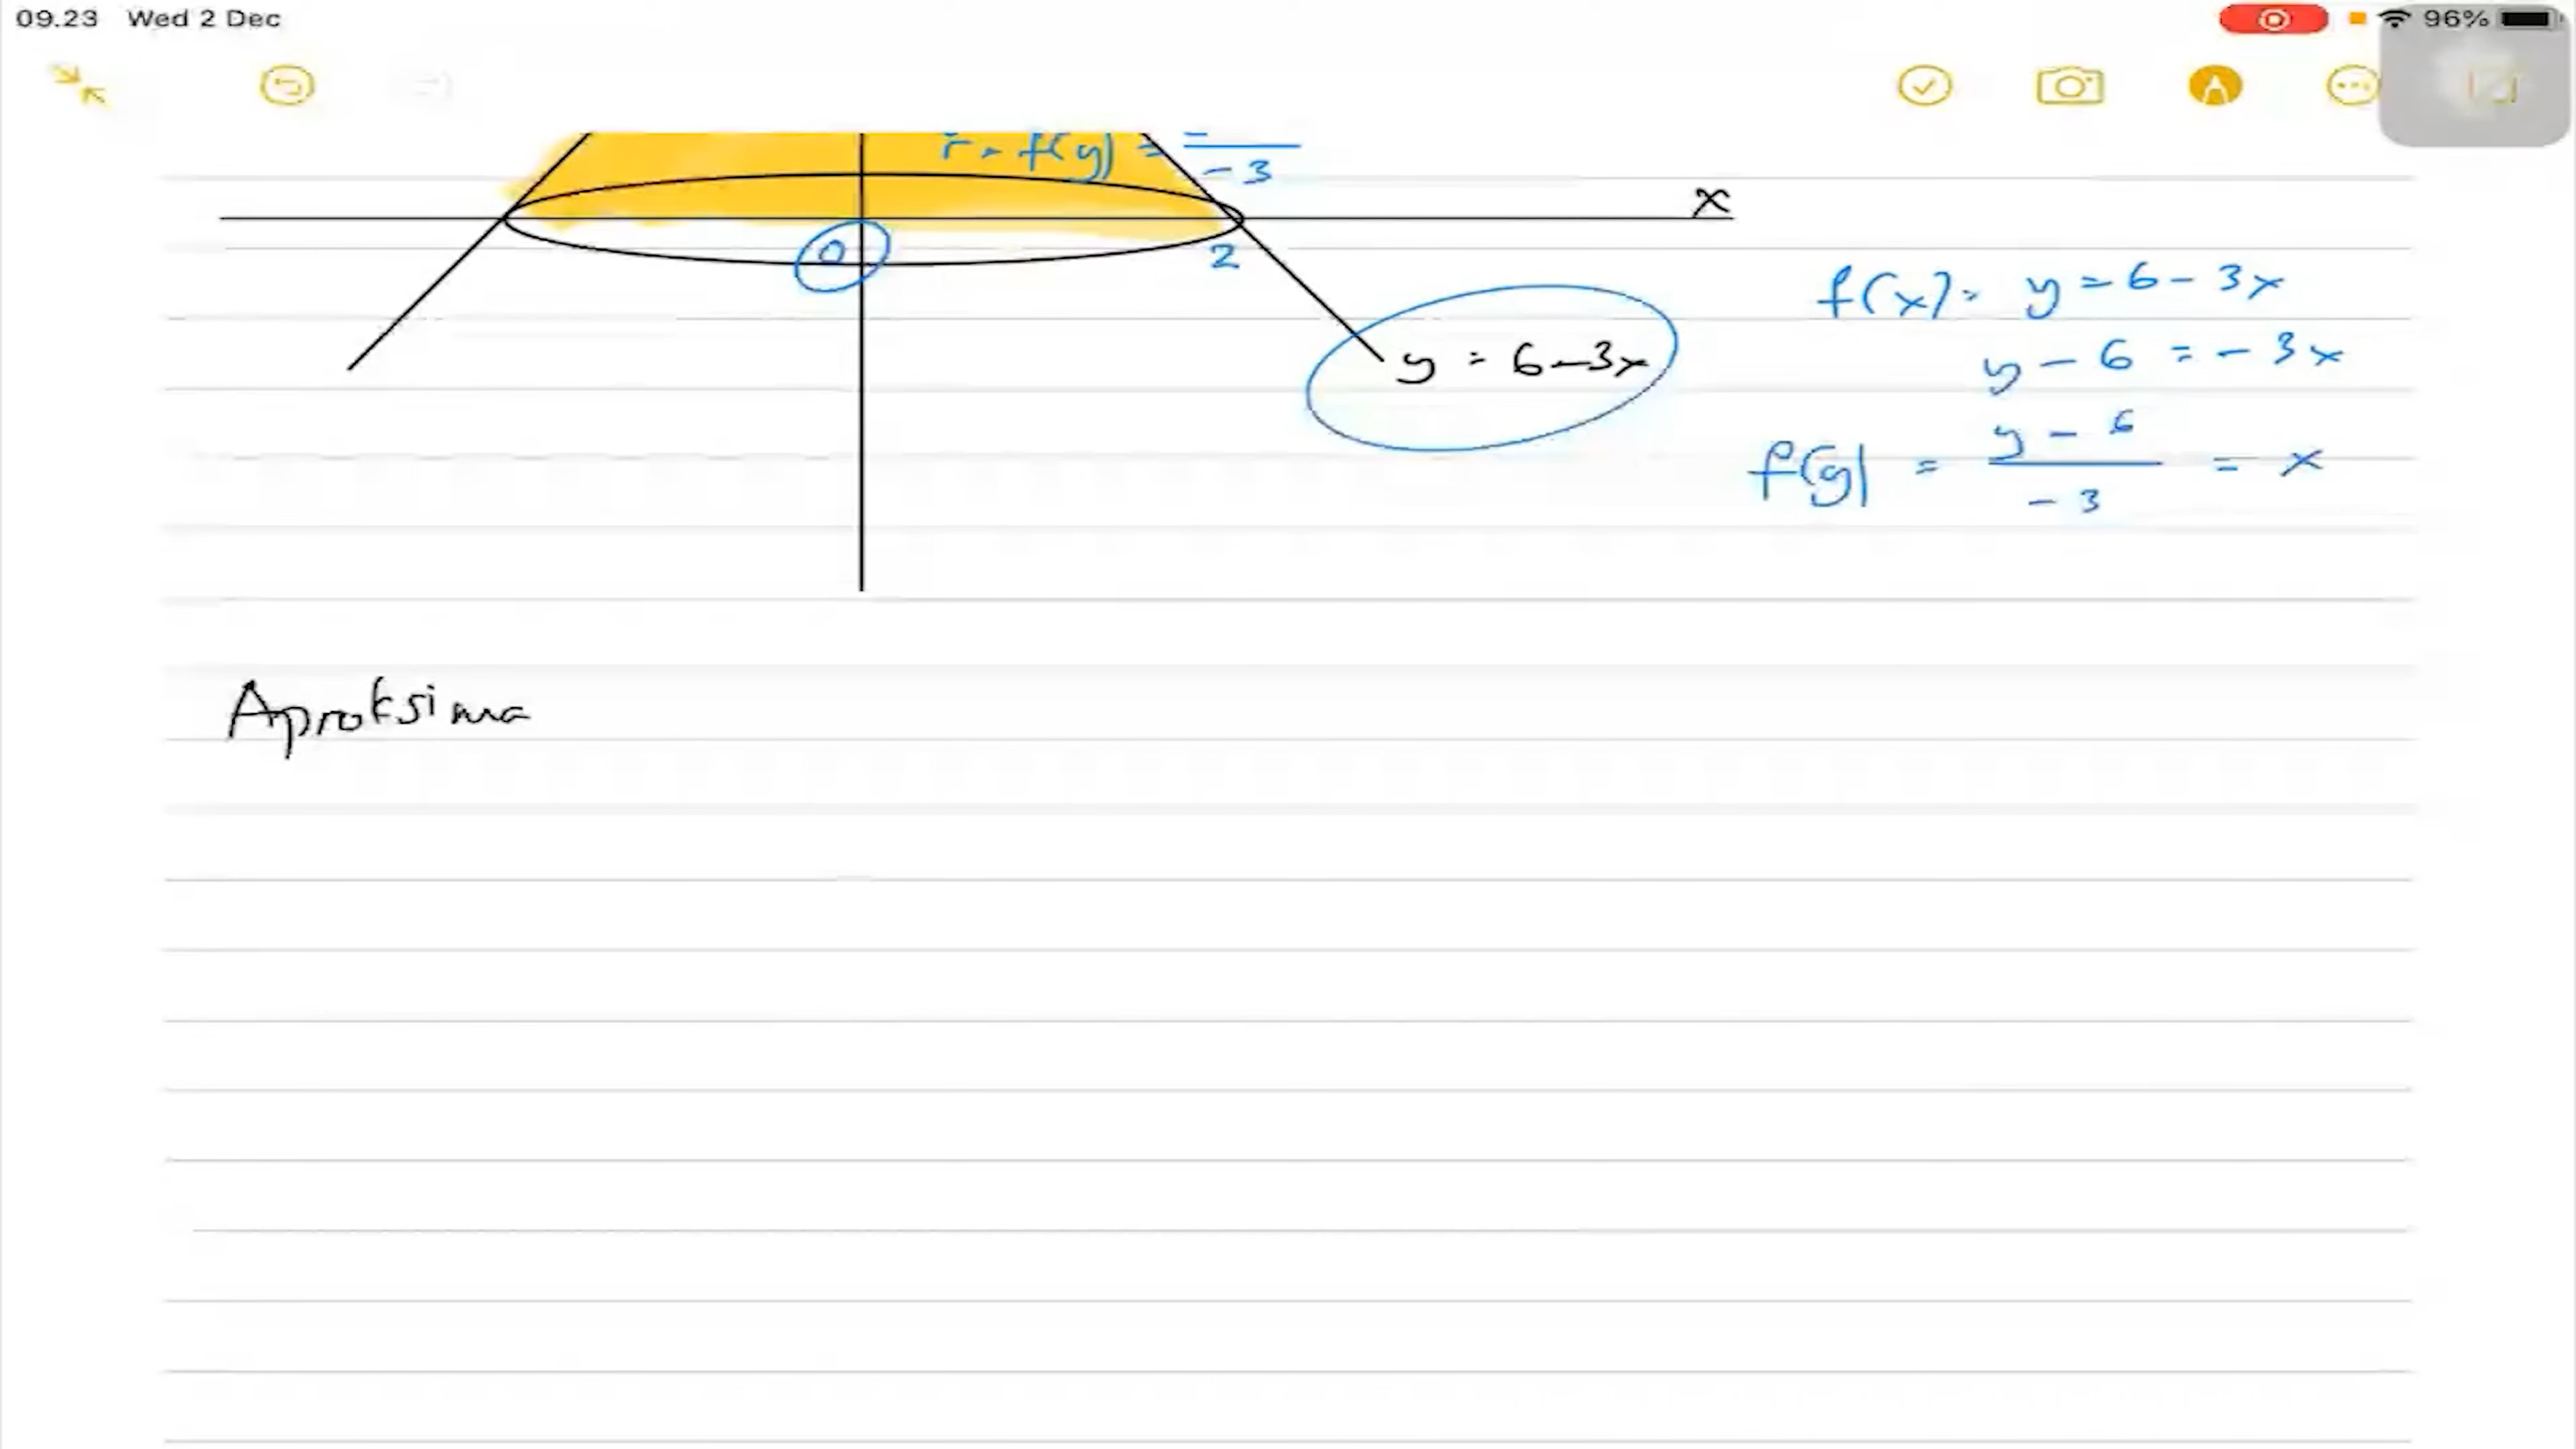 09.23 Wed 2 Dec
96%
r = f(y) =
-3
x
0
2
f(x) = y = 6 - 3x
y = 6 - 3x
y - 6 = - 3x
f(y) = y - 6 / - 3 = x
Aproksima